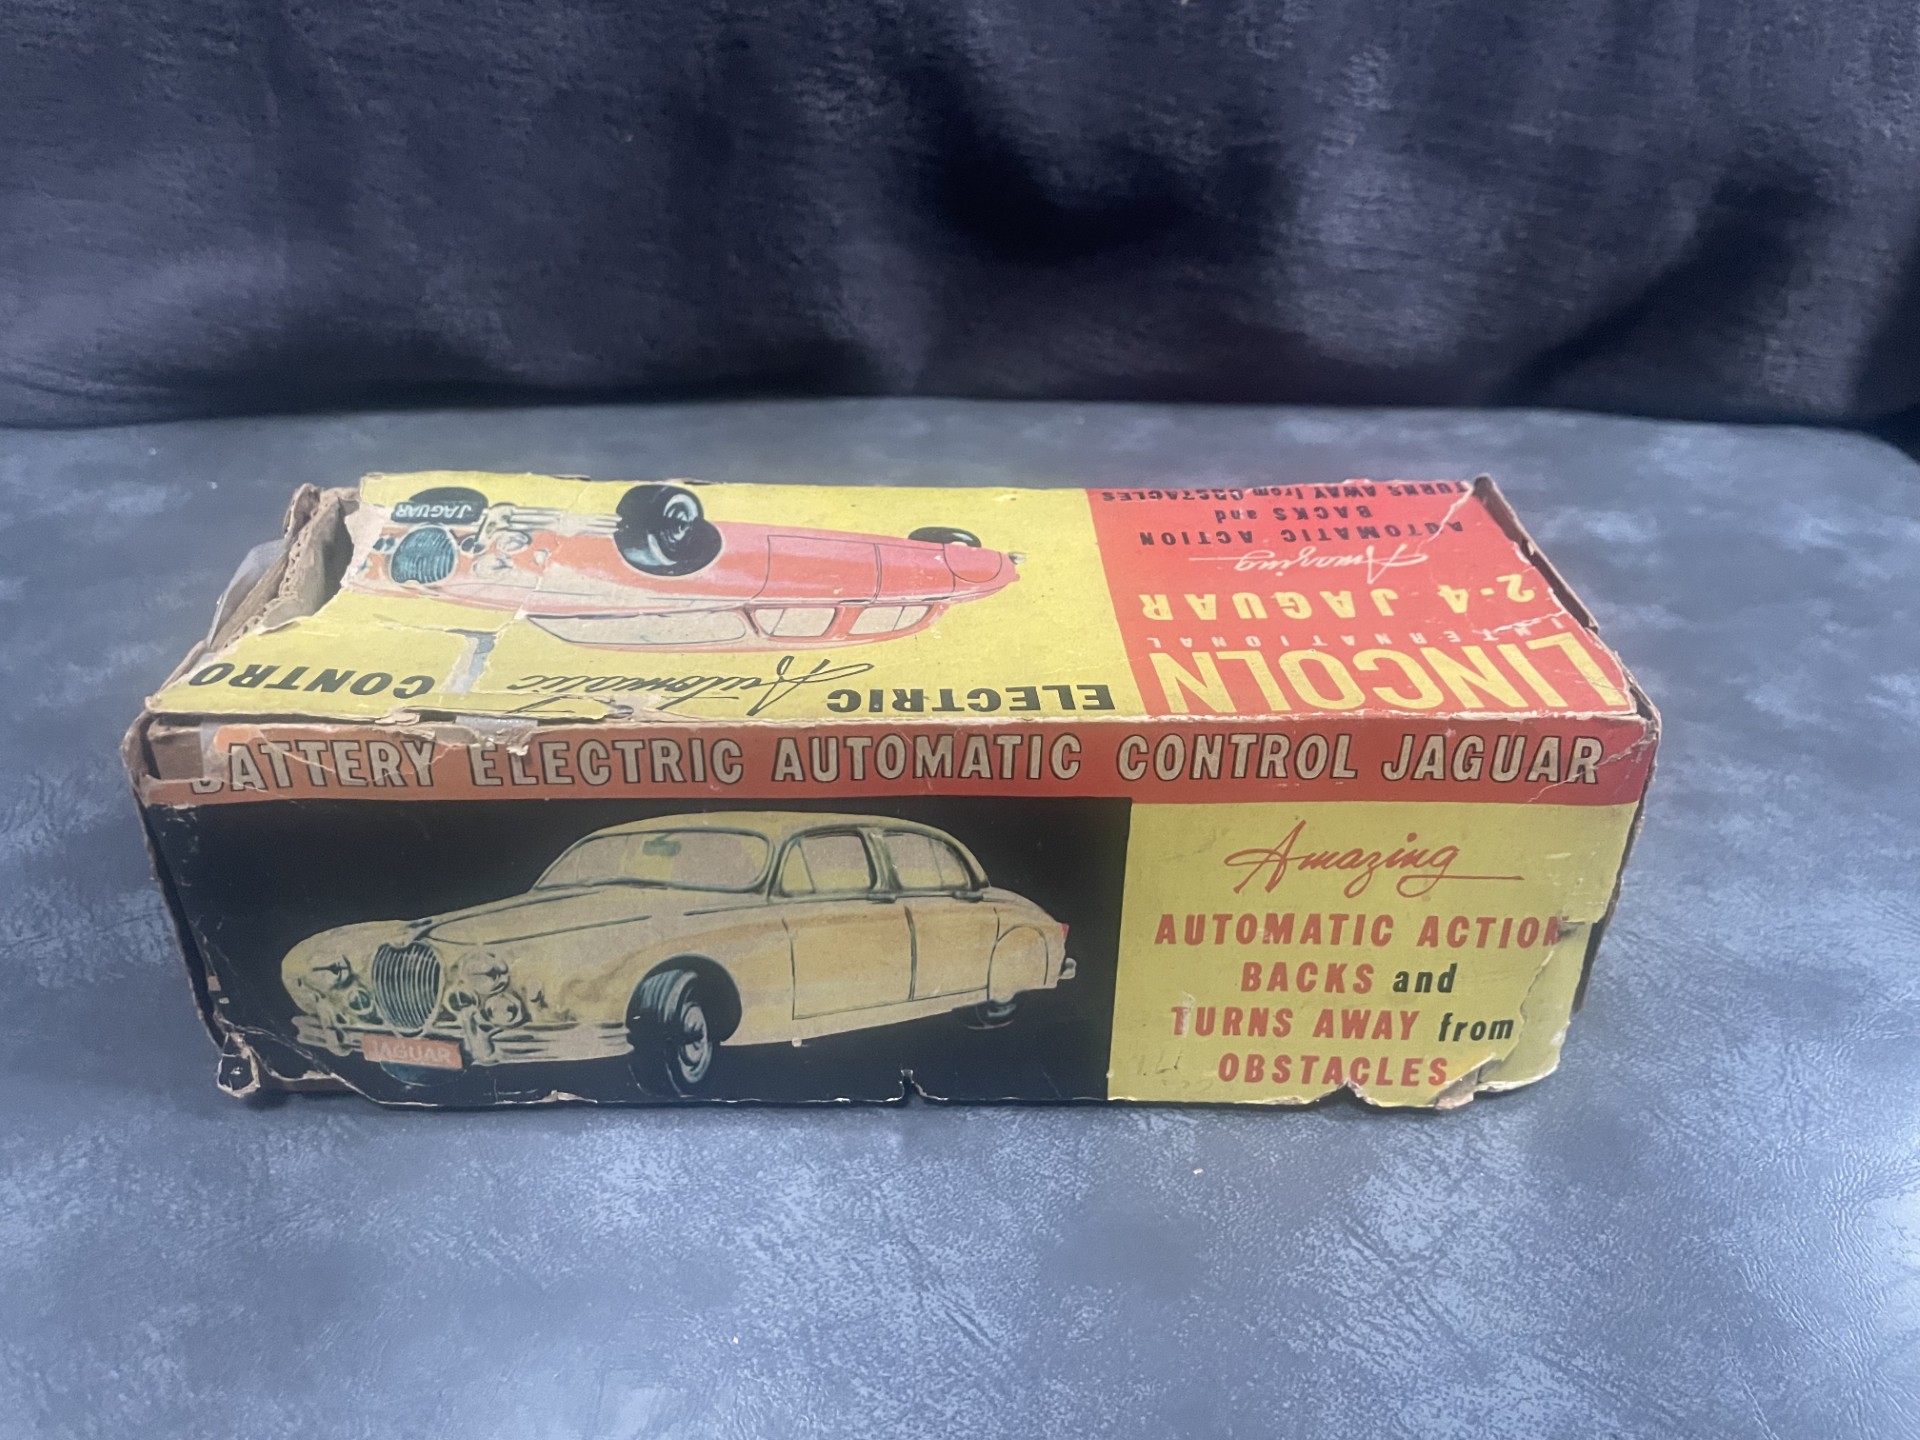 LINCOLN
INTERNATIONAL
2·4 JAGUAR
Amazing
AUTOMATIC ACTION
BACKS and
TURNS AWAY from OBSTACLES
ELECTRIC Automatic CONTRO
JAGUAR
BATTERY ELECTRIC AUTOMATIC CONTROL JAGUAR
Amazing
AUTOMATIC ACTION
BACKS and
TURNS AWAY from
OBSTACLES
JAGUAR